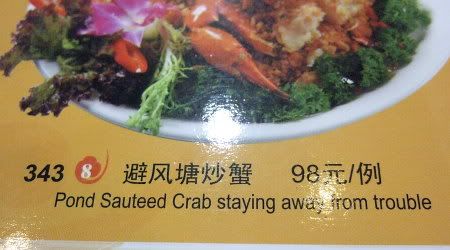 343 8 避风塘炒蟹 98元/例
Pond Sauteed Crab staying away from trouble